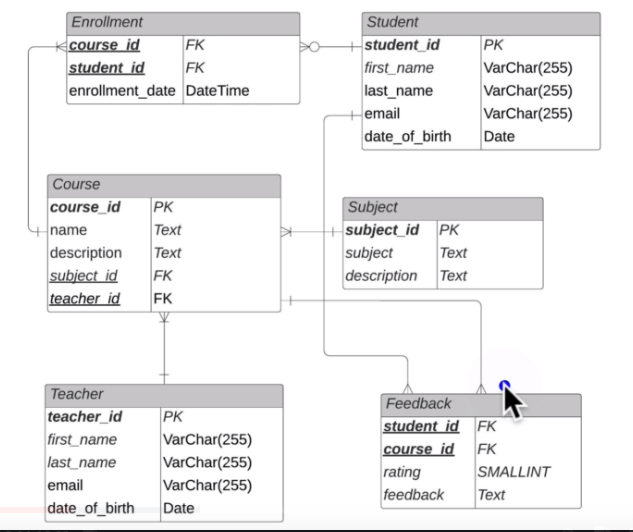 Enrollment
course_id FK
student_id FK
enrollment_date DateTime
Student
student_id PK
first_name VarChar(255)
last_name VarChar(255)
email VarChar(255)
date_of_birth Date
Course
course_id PK
name Text
description Text
subject_id FK
teacher_id FK
Subject
subject_id PK
subject Text
description Text
Teacher
teacher_id PK
first_name VarChar(255)
last_name VarChar(255)
email VarChar(255)
date_of_birth Date
Feedback
student_id FK
course_id FK
rating SMALLINT
feedback Text